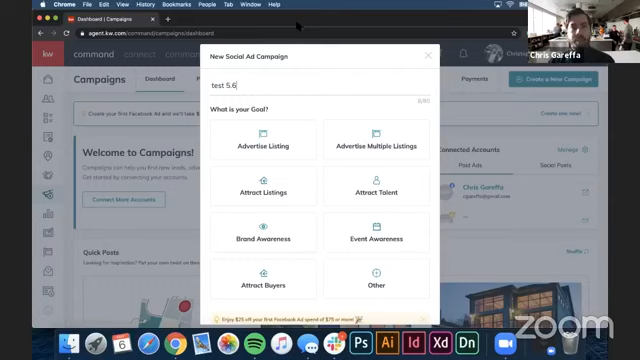 Chrome File Edit View History Bookmarks People Tab Window Help
Dashboard | Campaigns
agent.kw.com/command/campaigns/dashboard
Chris Gareffa
kw command connect
New Social Ad Campaign
Campaigns
Dashboard
Payments
Create a New Campaign
test 5.6
8/80
What is your Goal?
Create your first Facebook Ad and we'll take $
Create one now!
Advertise Listing
Advertise Multiple Listings
Welcome to Campaigns!
Campaigns can help you find new leads, adver
Get started by connecting your accounts.
Connect More Accounts
Connected Accounts
Manage
Paid Ads
Social Posts
Chris Gareffa
cgareffa@gmail.com
Attract Listings
Attract Talent
Brand Awareness
Event Awareness
Quick Posts
Looking for inspiration? Put your own twist on thes
Shuffle
Attract Buyers
Other
Enjoy $25 off your first Facebook Ad spend of $75 or more!
6
Ps Ai Id Xd Dn
zoom